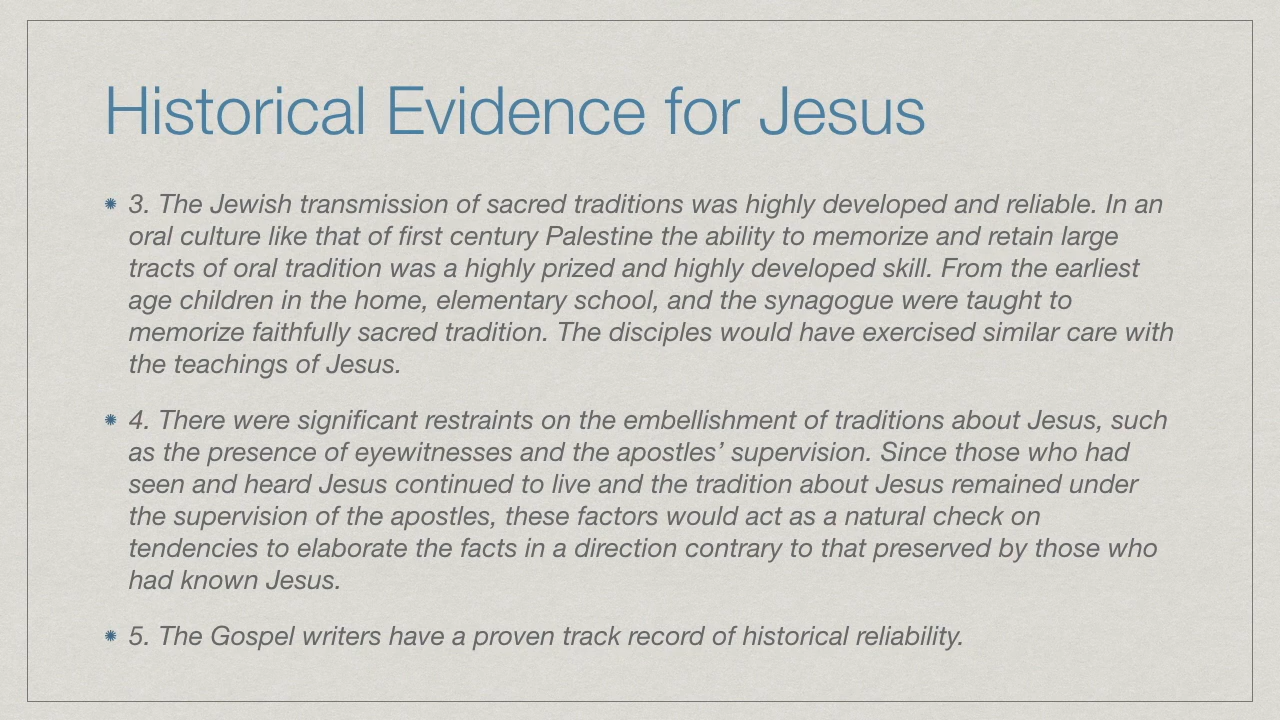 Historical Evidence for Jesus
3. The Jewish transmission of sacred traditions was highly developed and reliable. In an
oral culture like that of first century Palestine the ability to memorize and retain large
tracts of oral tradition was a highly prized and highly developed skill. From the earliest
age children in the home, elementary school, and the synagogue were taught to
memorize faithfully sacred tradition. The disciples would have exercised similar care with
the teachings of Jesus.
4. There were significant restraints on the embellishment of traditions about Jesus, such
as the presence of eyewitnesses and the apostles’ supervision. Since those who had
seen and heard Jesus continued to live and the tradition about Jesus remained under
the supervision of the apostles, these factors would act as a natural check on
tendencies to elaborate the facts in a direction contrary to that preserved by those who
had known Jesus.
5. The Gospel writers have a proven track record of historical reliability.